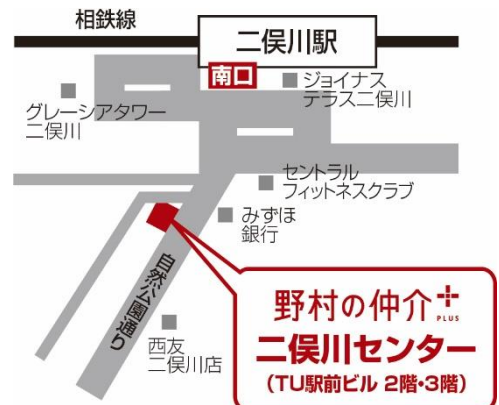 相鉄線
二俣川駅
南口
ジョイナス
テラス二俣川
グレーシアタワー
二俣川
セントラル
フィットネスクラブ
みずほ
銀行
自然公園通り
西友
二俣川店
野村の仲介+
PLUS
二俣川センター
(TU駅前ビル 2階・3階)